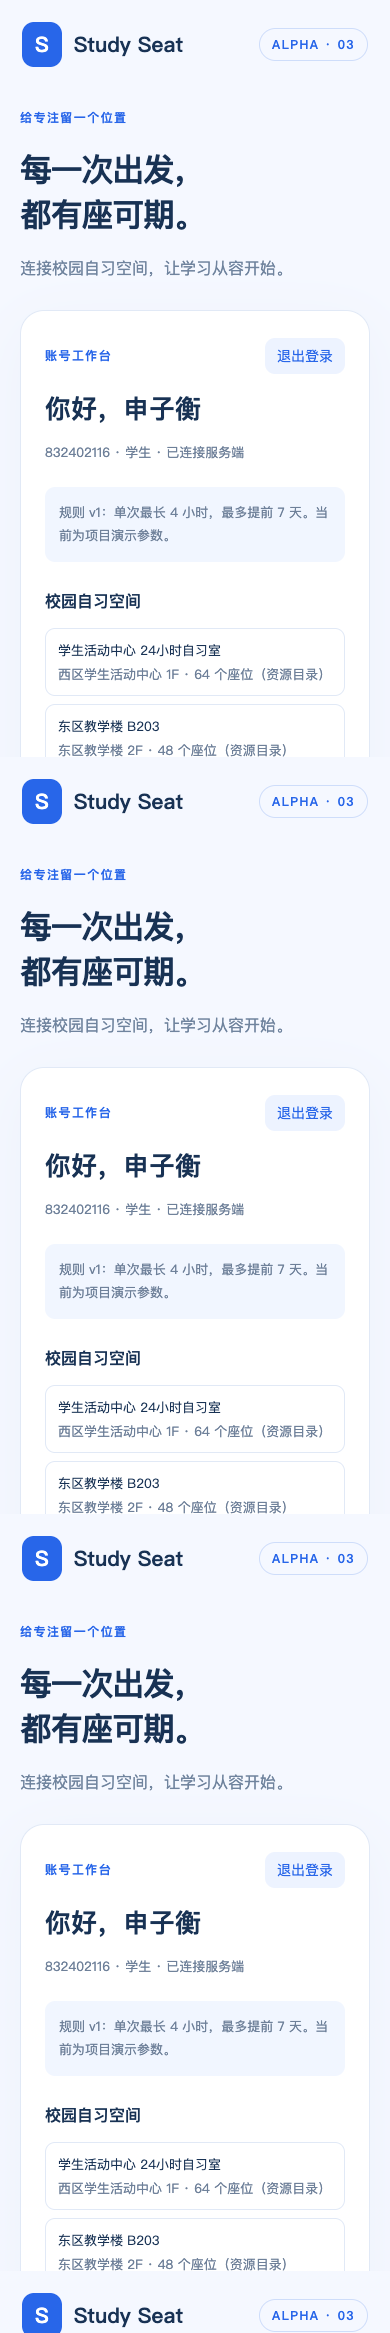 S Study Seat ALPHA · 03
给专注留一个位置
每一次出发，
都有座可期。
连接校园自习空间，让学习从容开始。
账号工作台 退出登录
你好，申子衡
832402116 · 学生 · 已连接服务端
规则 v1：单次最长 4 小时，最多提前 7 天。当
前为项目演示参数。
校园自习空间
学生活动中心 24小时自习室
西区学生活动中心 1F · 64 个座位（资源目录）
东区教学楼 B203
东区教学楼 2F · 48 个座位（资源目录）
S Study Seat ALPHA · 03
给专注留一个位置
每一次出发，
都有座可期。
连接校园自习空间，让学习从容开始。
账号工作台 退出登录
你好，申子衡
832402116 · 学生 · 已连接服务端
规则 v1：单次最长 4 小时，最多提前 7 天。当
前为项目演示参数。
校园自习空间
学生活动中心 24小时自习室
西区学生活动中心 1F · 64 个座位（资源目录）
东区教学楼 B203
东区教学楼 2F · 48 个座位（资源目录）
S Study Seat ALPHA · 03
给专注留一个位置
每一次出发，
都有座可期。
连接校园自习空间，让学习从容开始。
账号工作台 退出登录
你好，申子衡
832402116 · 学生 · 已连接服务端
规则 v1：单次最长 4 小时，最多提前 7 天。当
前为项目演示参数。
校园自习空间
学生活动中心 24小时自习室
西区学生活动中心 1F · 64 个座位（资源目录）
东区教学楼 B203
东区教学楼 2F · 48 个座位（资源目录）
S Study Seat ALPHA · 03